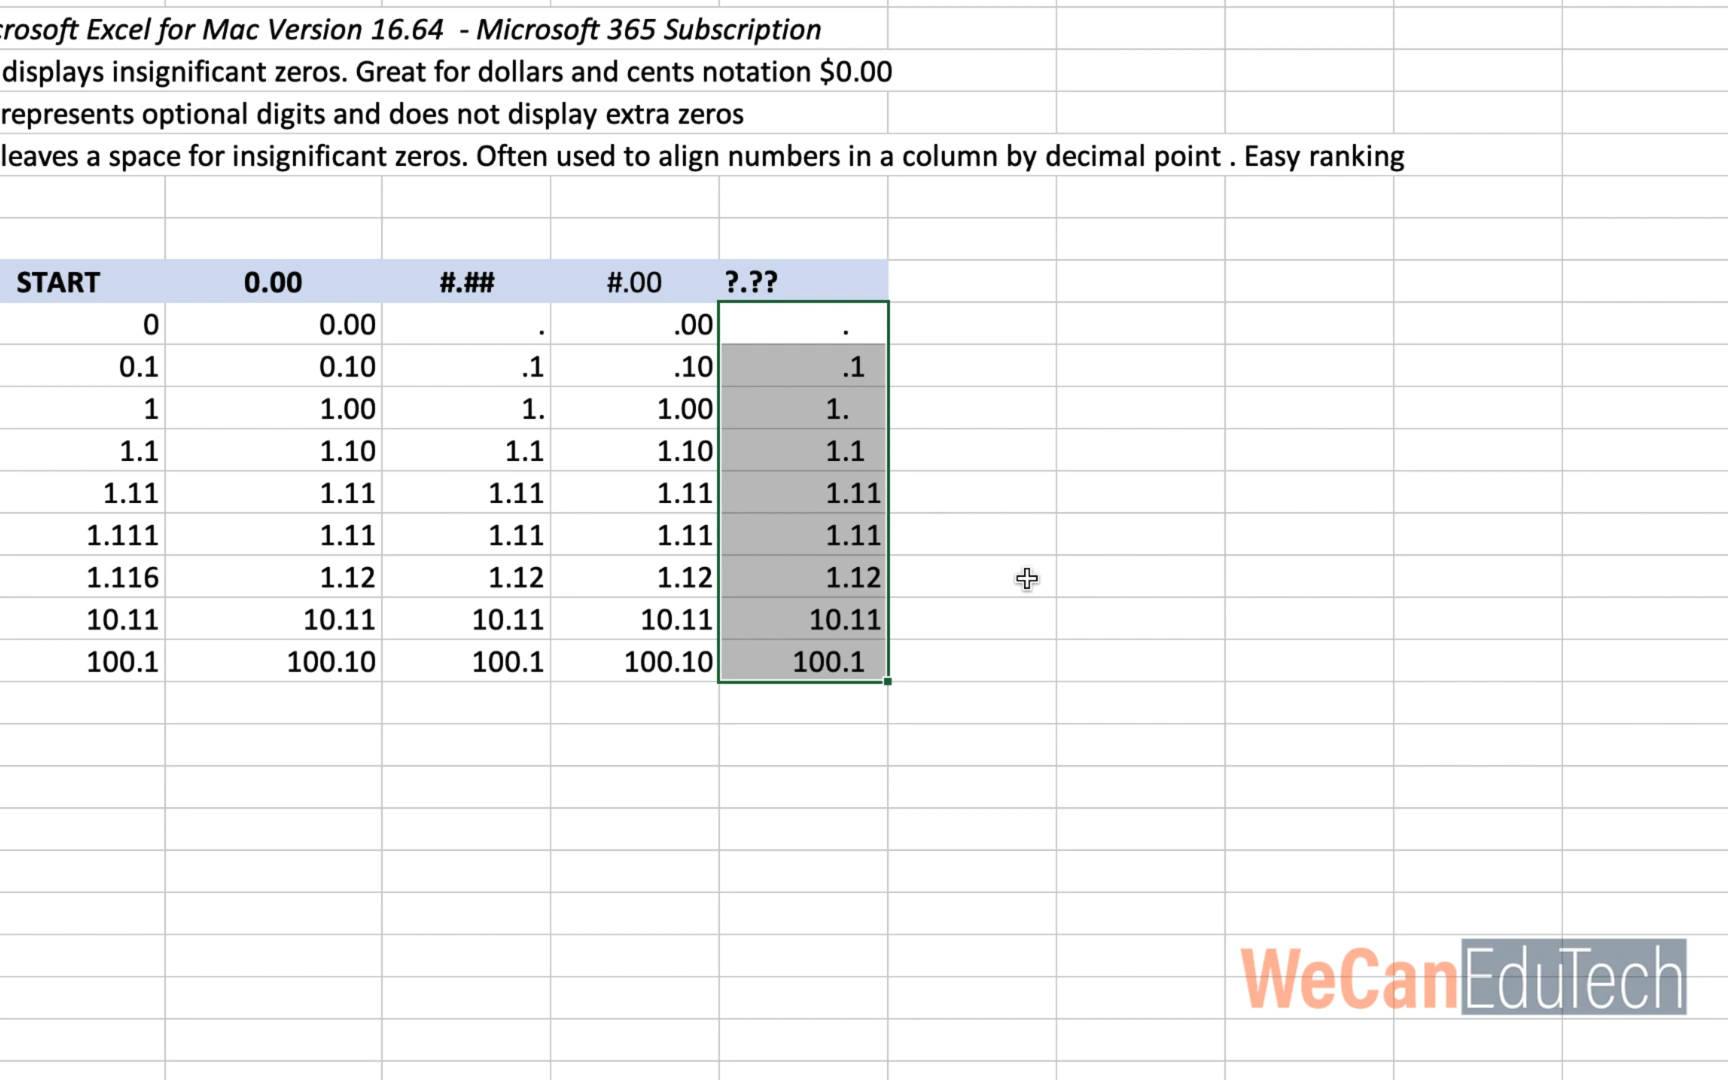 crosoft Excel for Mac Version 16.64 - Microsoft 365 Subscription
displays insignificant zeros. Great for dollars and cents notation $0.00
represents optional digits and does not display extra zeros
leaves a space for insignificant zeros. Often used to align numbers in a column by decimal point . Easy ranking
START 0.00 #.## #.00 ?.??
0 0.00 . .00 .
0.1 0.10 .1 .10 .1
1 1.00 1. 1.00 1.
1.1 1.10 1.1 1.10 1.1
1.11 1.11 1.11 1.11 1.11
1.111 1.11 1.11 1.11 1.11
1.116 1.12 1.12 1.12 1.12
10.11 10.11 10.11 10.11 10.11
100.1 100.10 100.1 100.10 100.1
WeCanEduTech